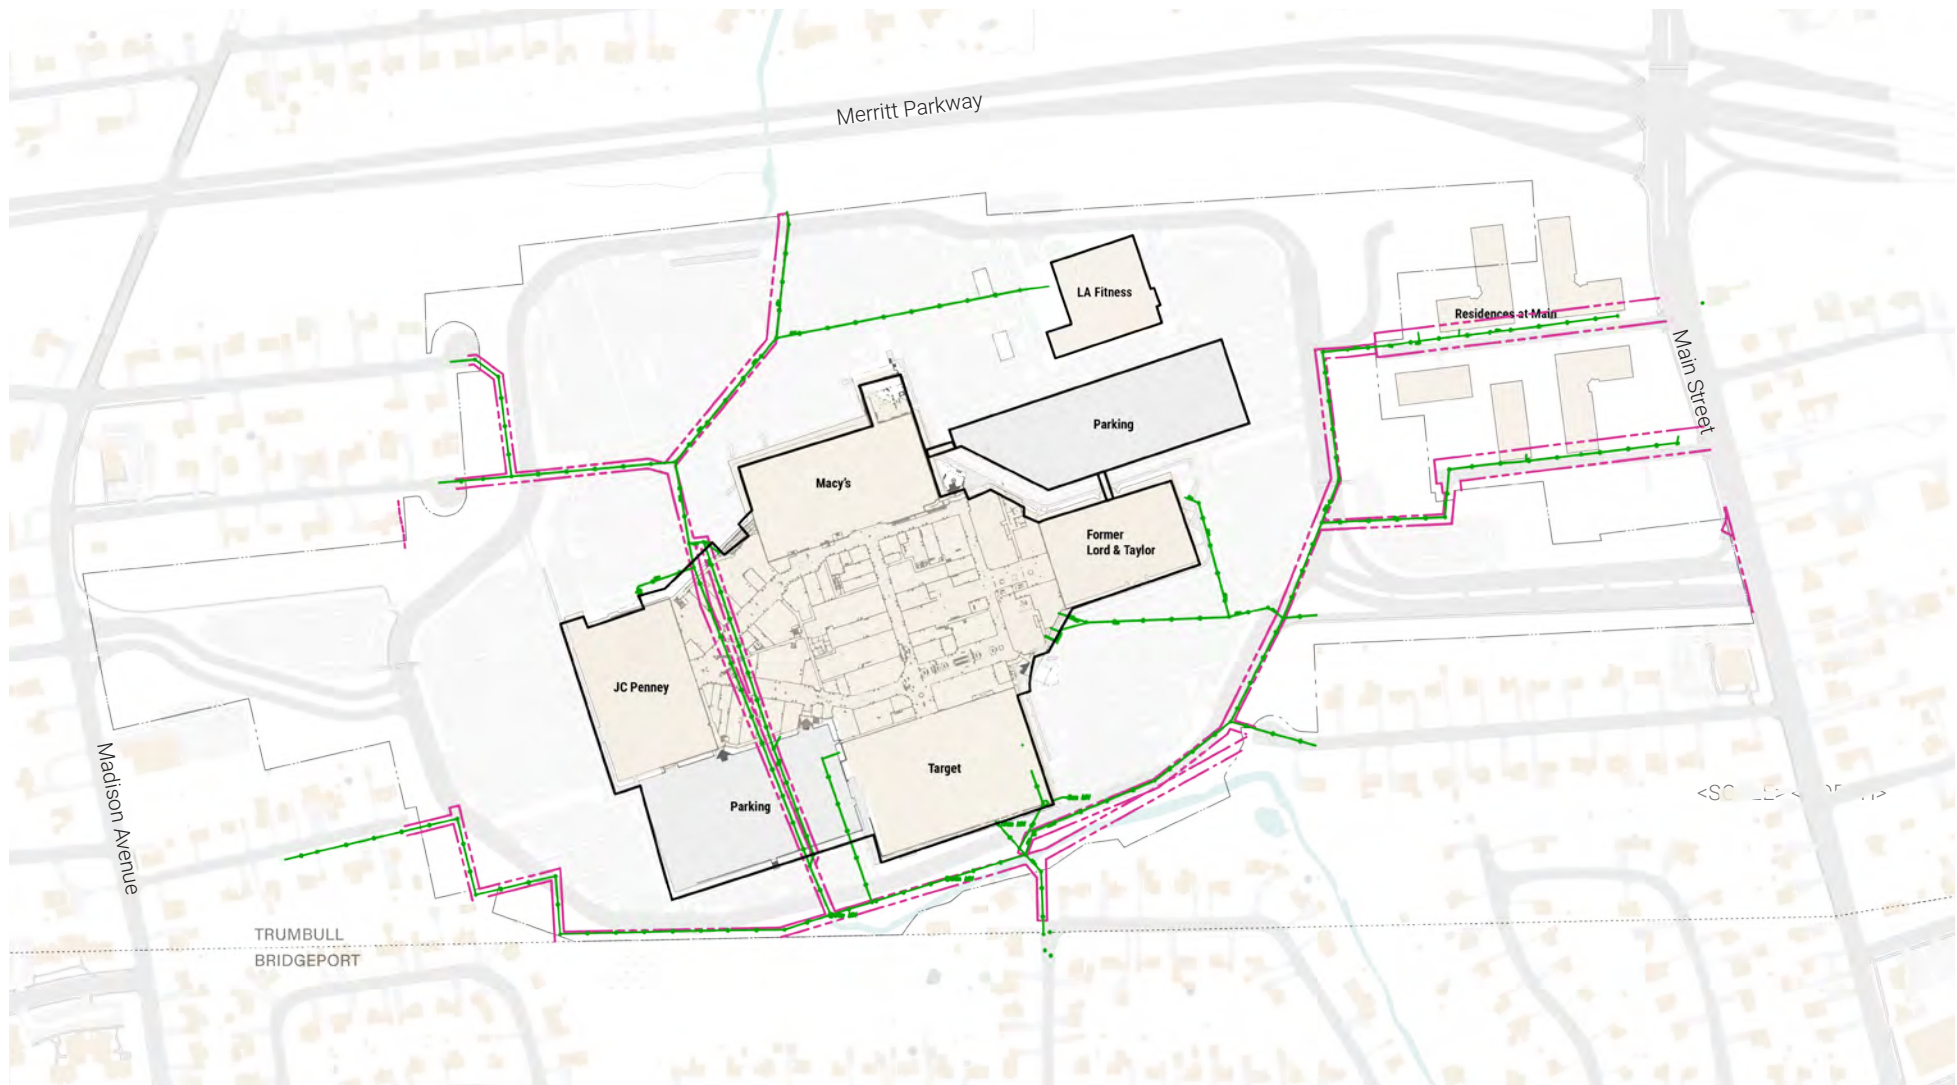 Merritt Parkway
LA Fitness
Residences at Main
Main Street
Parking
Macy's
Former
Lord & Taylor
JC Penney
Target
Parking
Madison Avenue
TRUMBULL
BRIDGEPORT